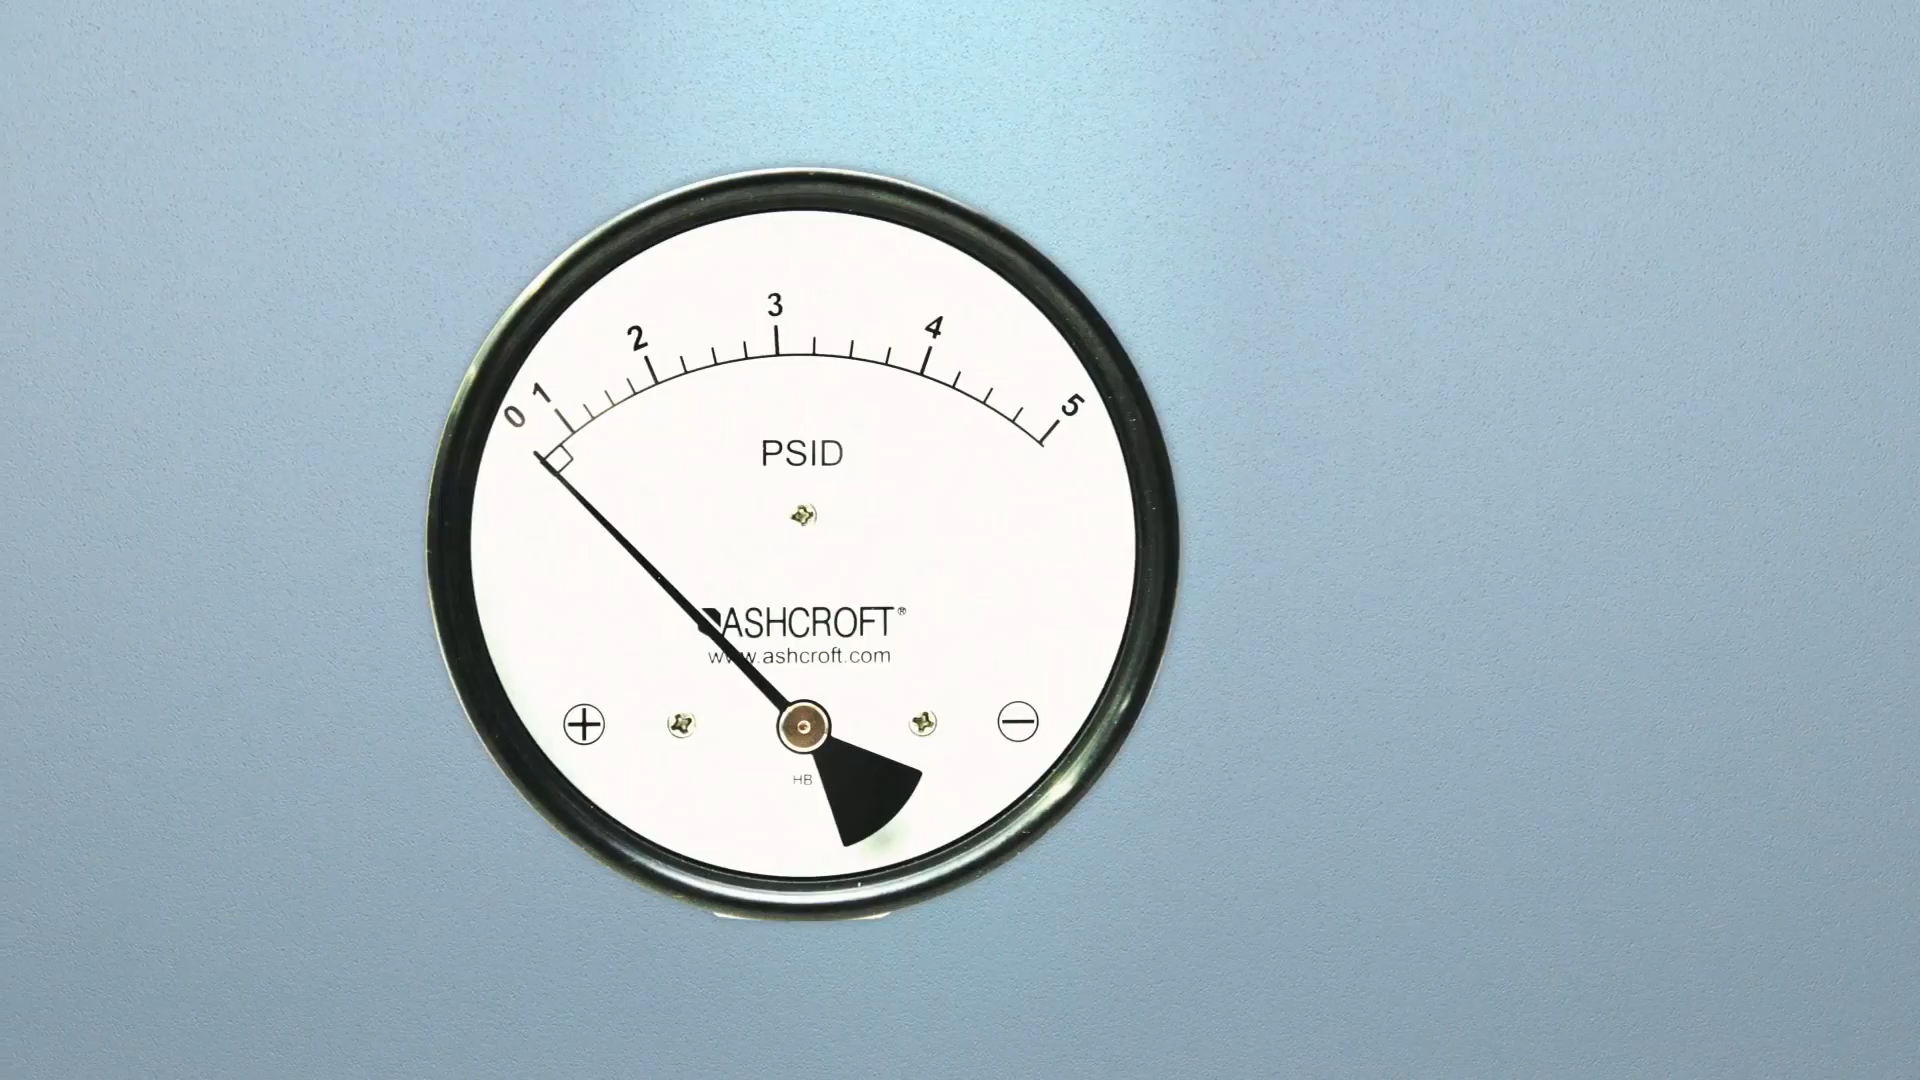 0 1 2 3 4 5
PSID
ASHCROFT®
www.ashcroft.com
+ −
HB